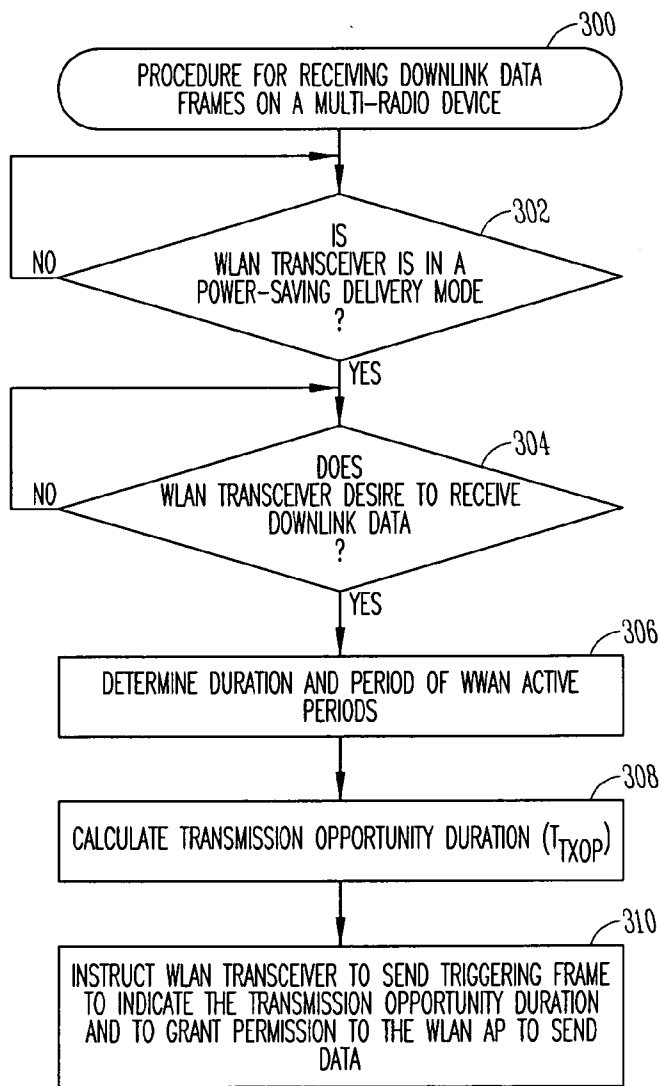 300
PROCEDURE FOR RECEIVING DOWNLINK DATA
FRAMES ON A MULTI-RADIO DEVICE
302
IS
WLAN TRANSCEIVER IS IN A
POWER-SAVING DELIVERY MODE
?
NO
YES
304
DOES
WLAN TRANSCEIVER DESIRE TO RECEIVE
DOWNLINK DATA
?
NO
YES
306
DETERMINE DURATION AND PERIOD OF WWAN ACTIVE
PERIODS
308
CALCULATE TRANSMISSION OPPORTUNITY DURATION (TTXOP)
310
INSTRUCT WLAN TRANSCEIVER TO SEND TRIGGERING FRAME
TO INDICATE THE TRANSMISSION OPPORTUNITY DURATION
AND TO GRANT PERMISSION TO THE WLAN AP TO SEND
DATA